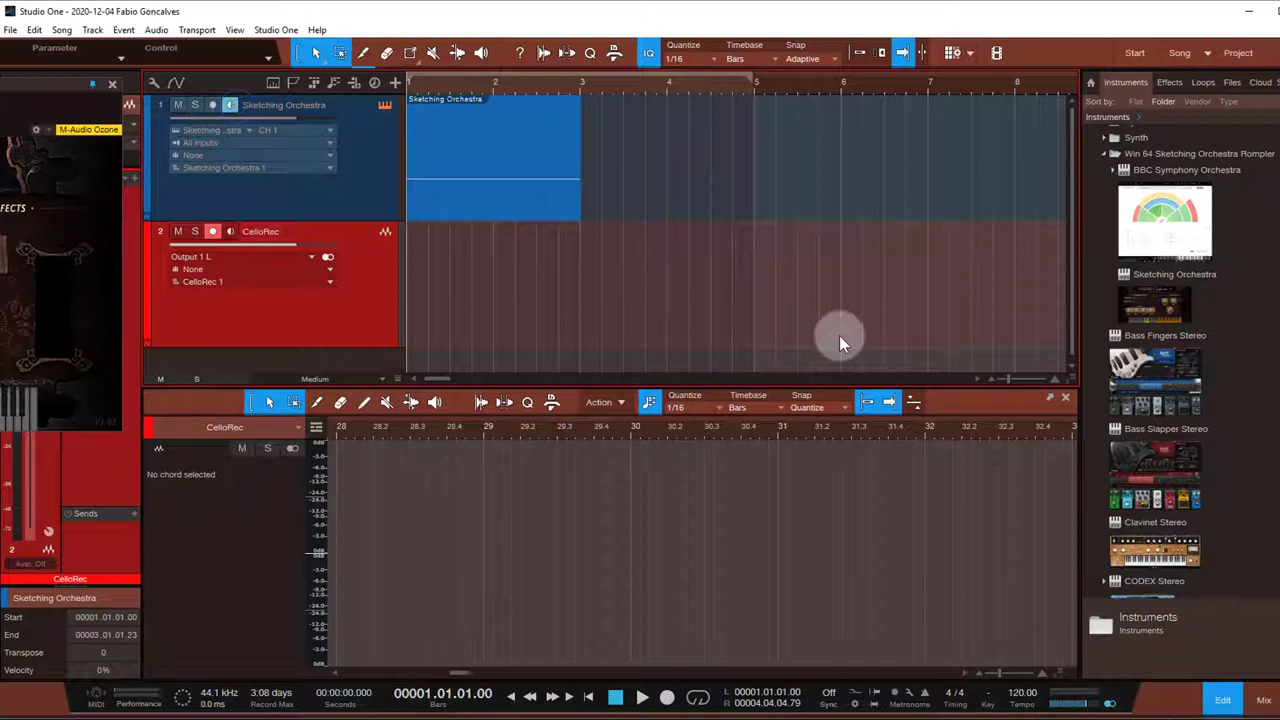 Studio One - 2020-12-04 Fabio Goncalves
File Edit Song Track Event Audio Transport View Studio One Help
Parameter Control
IQ
Quantize 1/16
Timebase Bars
Snap Adaptive
Start Song Project
2 3 4 5 6 7 8
Instruments Effects Loops Files Cloud
Sort by: Flat Folder Vendor Type
Instruments
Synth
Win 64 Sketching Orchestra Rompler
BBC Symphony Orchestra
Sketching Orchestra
Bass Fingers Stereo
Bass Slapper Stereo
Clavinet Stereo
CODEX Stereo
Instruments
Instruments
M-Audio Ozone
FFECTS
V1.02
1 M S Sketching Orchestra
Sketching ..stra CH 1
All Inputs
None
Sketching Orchestra 1
Sketching Orchestra
2 M S CelloRec
Output 1 L
None
CelloRec 1
M S Medium
Action
Quantize 1/16
Timebase Bars
Snap Quantize
CelloRec
28 28.2 28.3 28.4 29 29.2 29.3 29.4 30 30.2 30.3 30.4 31 31.2 31.3 31.4 32 32.2 32.3 32.4 3
M S
No chord selected
Sends
2
Auto: Off
CelloRec
Sketching Orchestra
Start 00001.01.01.00
End 00003.01.01.23
Transpose 0
Velocity 0%
MIDI
Performance
44.1 kHz
0.0 ms
3:08 days
Record Max
00:00:00.000
Seconds
00001.01.01.00
Bars
L 00001.01.01.00
R 00004.04.04.79
Off
Sync
Metronome
4 / 4
Timing
-
Key
120.00
Tempo
Edit Mix